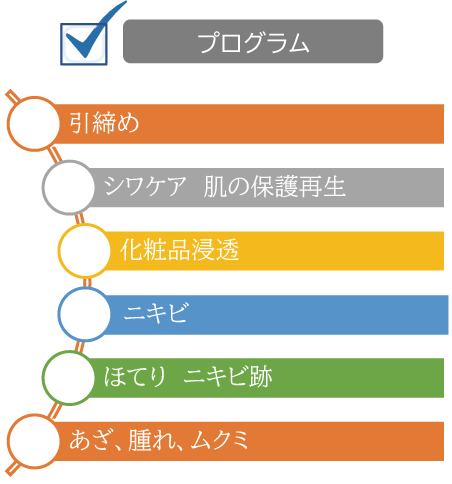 プログラム
引締め
シワケア　肌の保護再生
化粧品浸透
ニキビ
ほてり　ニキビ跡
あざ、腫れ、ムクミ